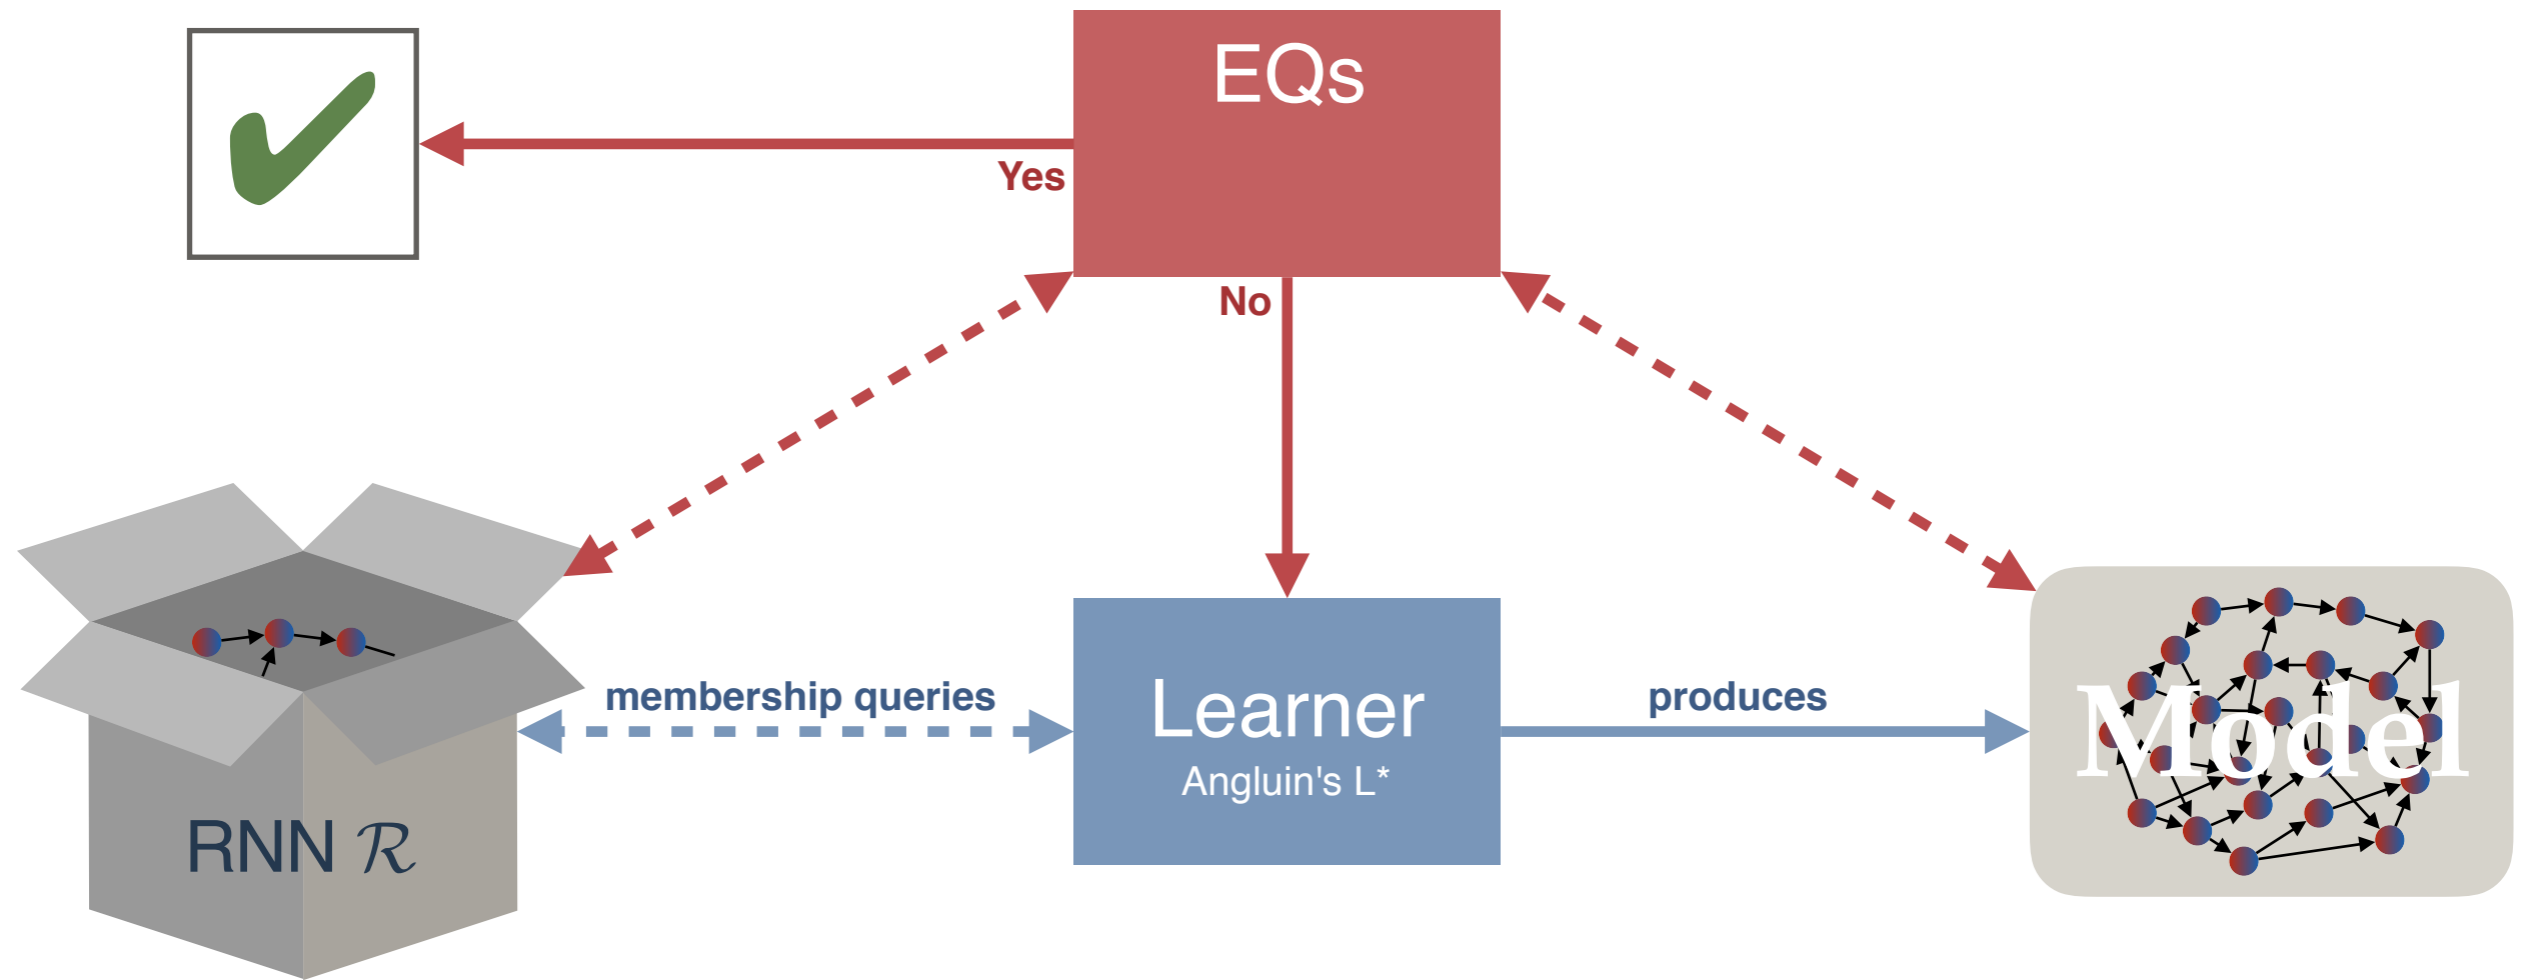 EQs
Yes
No
membership queries
Learner
Angluin's L*
produces
Model
RNN ℛ